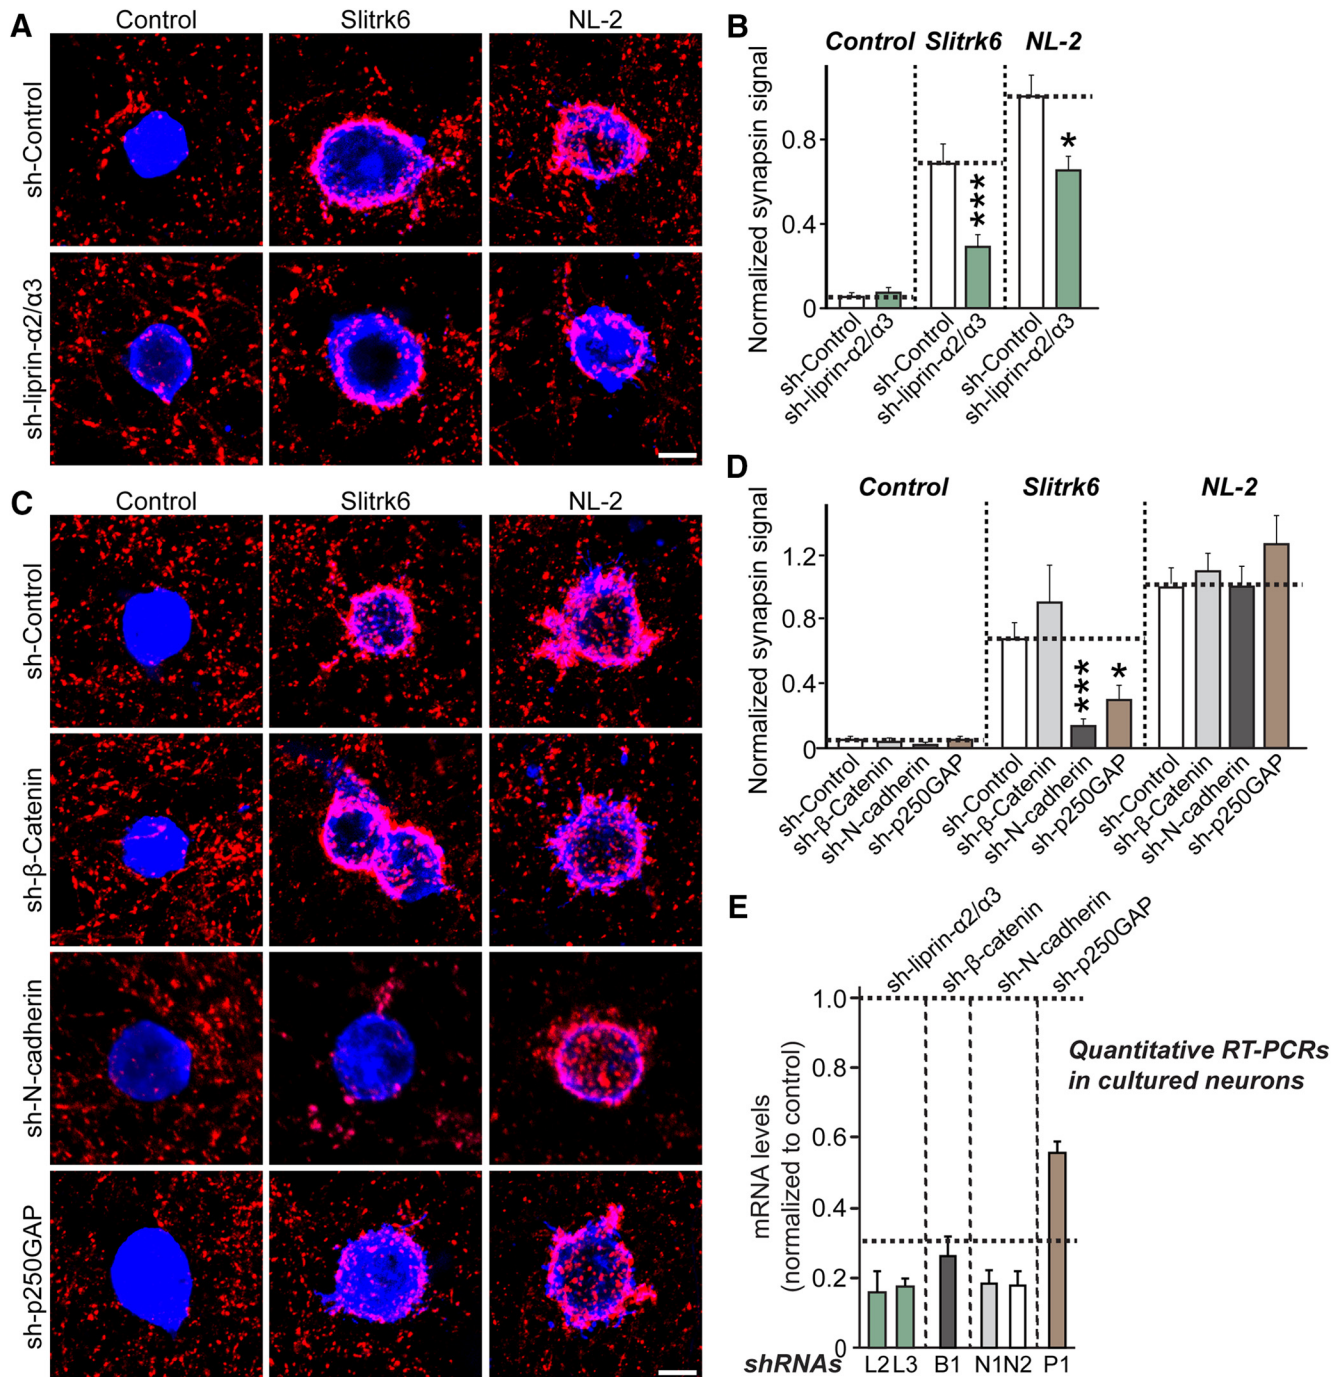 A
Control
Slitrk6
NL-2
sh-Control
sh-liprin-α2/α3
B
Control
Slitrk6
NL-2
Normalized synapsin signal
0.8
0.4
0
*
***
sh-Control
sh-liprin-α2/α3
sh-Control
sh-liprin-α2/α3
sh-Control
sh-liprin-α2/α3
C
Control
Slitrk6
NL-2
sh-Control
sh-β-Catenin
sh-N-cadherin
sh-p250GAP
D
Control
Slitrk6
NL-2
Normalized synapsin signal
1.2
0.8
0.4
0
***
*
sh-Control
sh-β-Catenin
sh-N-cadherin
sh-p250GAP
sh-Control
sh-β-Catenin
sh-N-cadherin
sh-p250GAP
sh-Control
sh-β-Catenin
sh-N-cadherin
sh-p250GAP
E
sh-liprin-α2/α3
sh-β-catenin
sh-N-cadherin
sh-p250GAP
mRNA levels
(normalized to control)
1.0
0.8
0.6
0.4
0.2
0
Quantitative RT-PCRs
in cultured neurons
shRNAs L2 L3 B1 N1 N2 P1